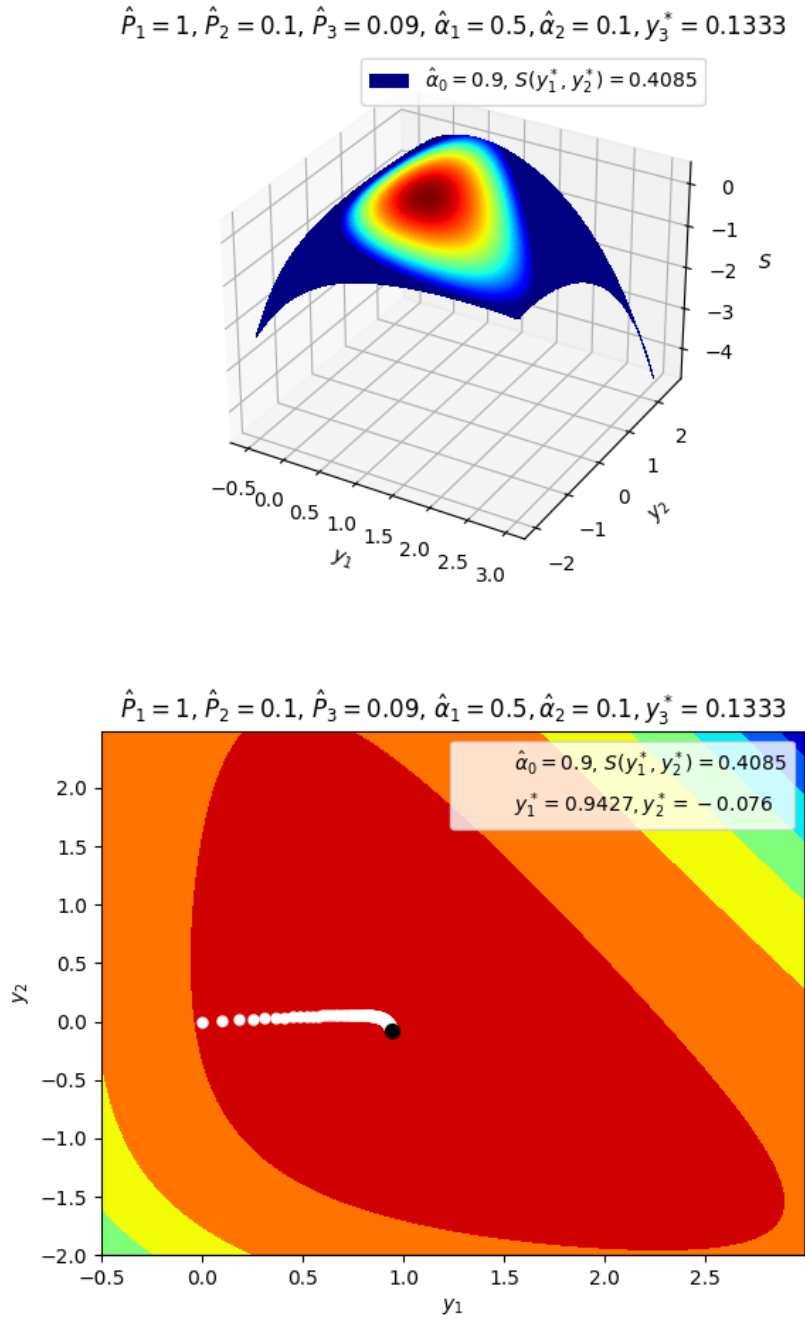 P̂₁ = 1, P̂₂ = 0.1, P̂₃ = 0.09, α̂₁ = 0.5, α̂₂ = 0.1, y₃* = 0.1333
α̂₀ = 0.9, S(y₁*, y₂*) = 0.4085
0
−1
S
−2
−3
−4
2
1
0
−1
−2
y₂
−0.5
0.0
0.5
1.0
1.5
2.0
2.5
3.0
y₁
P̂₁ = 1, P̂₂ = 0.1, P̂₃ = 0.09, α̂₁ = 0.5, α̂₂ = 0.1, y₃* = 0.1333
α̂₀ = 0.9, S(y₁*, y₂*) = 0.4085
y₁* = 0.9427, y₂* = −0.076
2.0
1.5
1.0
0.5
y₂
0.0
−0.5
−1.0
−1.5
−2.0
−0.5 0.0 0.5 1.0 1.5 2.0 2.5
y₁